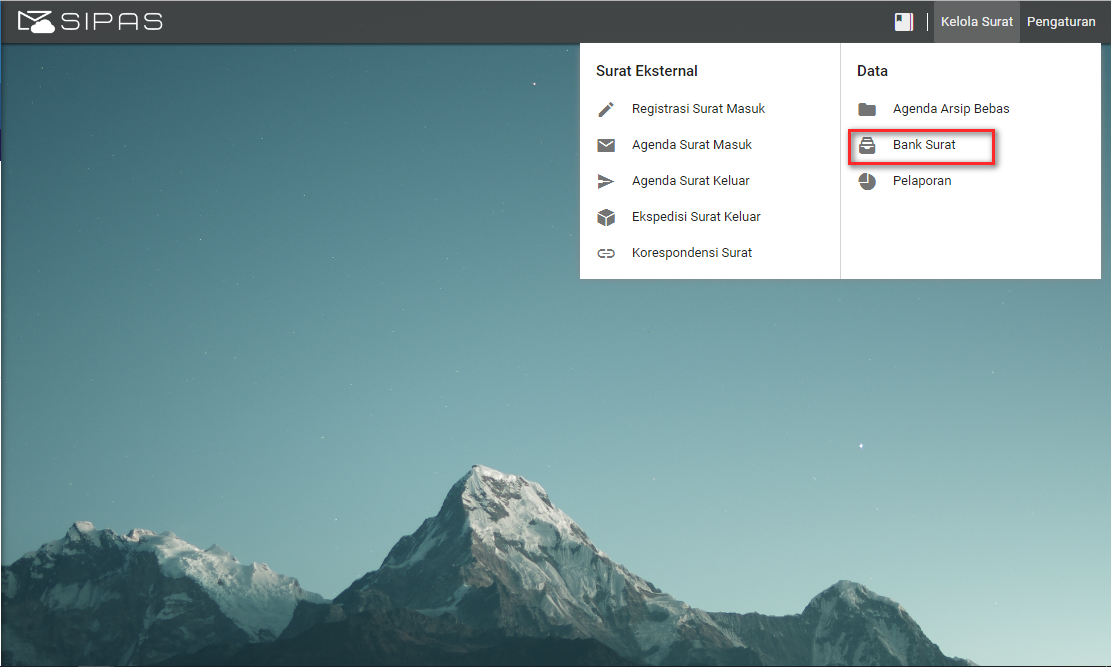 SIPAS
Kelola Surat
Pengaturan
Surat Eksternal
Registrasi Surat Masuk
Agenda Surat Masuk
Agenda Surat Keluar
Ekspedisi Surat Keluar
Korespondensi Surat
Data
Agenda Arsip Bebas
Bank Surat
Pelaporan